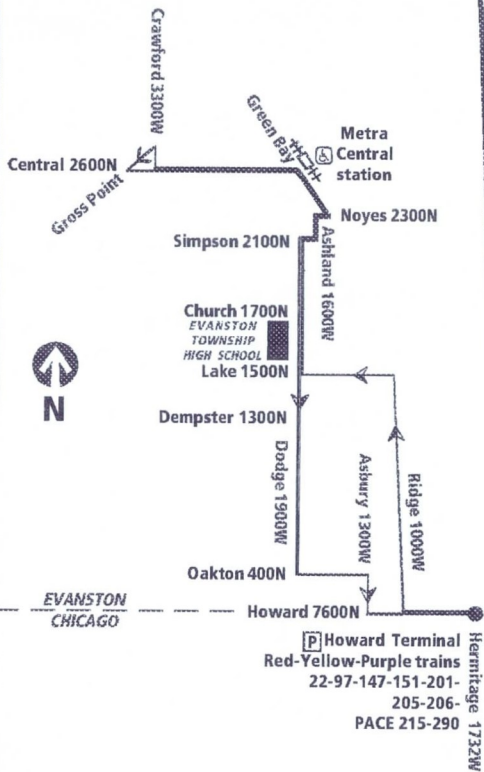 Crawford 3300W
Green Bay
Metra
Central
station
Central 2600N
Gross Point
Noyes 2300N
Simpson 2100N
Ashland 1600W
Church 1700N
EVANSTON
TOWNSHIP
HIGH SCHOOL
Lake 1500N
N
Dempster 1300N
Dodge 1900W
Asbury 1300W
Ridge 1000W
Oakton 400N
EVANSTON
CHICAGO
Howard 7600N
P Howard Terminal
Red-Yellow-Purple trains
22-97-147-151-201-
205-206-
PACE 215-290
Hermitage 1732W